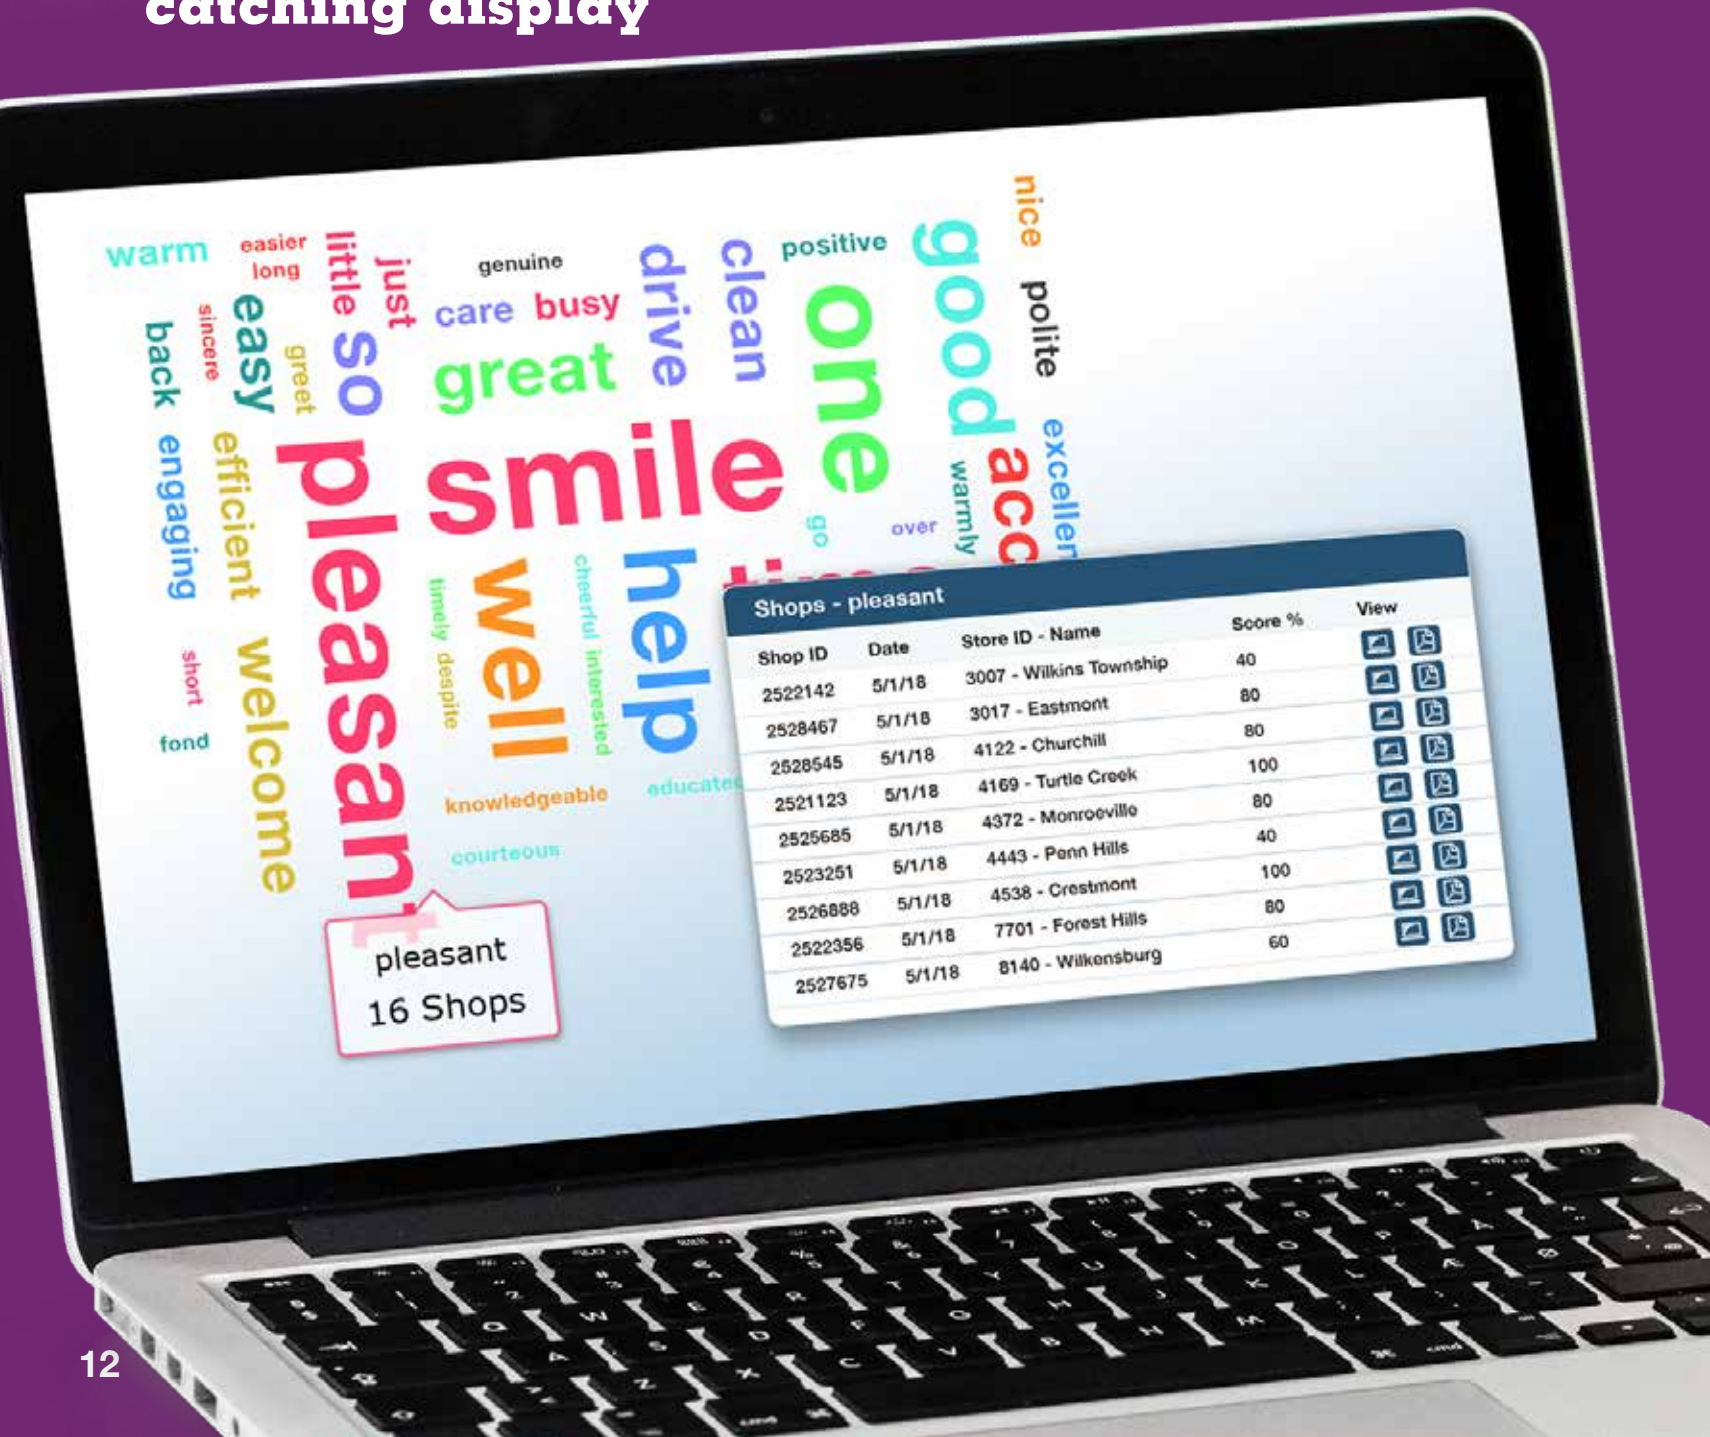 catching display
warm
easier
long
little
just
genuine
care
busy
drive
clean
positive
good
nice
polite
back
sincere
easy
greet
so
great
one
engaging
efficient
pleasant
smile
go
over
warmly
acc
exceller
short
welcome
timely
despite
well
cheerful
interested
help
fond
knowledgeable
educated
courteous
pleasant
16 Shops
Shops - pleasant
Shop ID Date Store ID - Name Score % View
2522142 5/1/18 3007 - Wilkins Township 40
2528467 5/1/18 3017 - Eastmont 80
2528545 5/1/18 4122 - Churchill 80
2521123 5/1/18 4169 - Turtle Creek 100
2525685 5/1/18 4372 - Monroeville 80
2523251 5/1/18 4443 - Penn Hills 40
2526888 5/1/18 4538 - Crestmont 100
2522356 5/1/18 7701 - Forest Hills 80
2527675 5/1/18 8140 - Wilkensburg 60
12